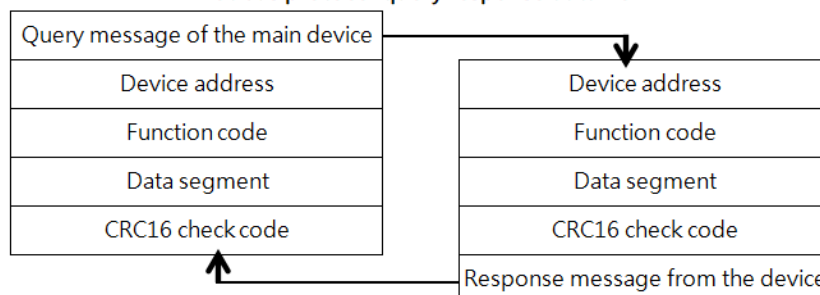 Query message of the main device
Device address
Function code
Data segment
CRC16 check code
Device address
Function code
Data segment
CRC16 check code
Response message from the device